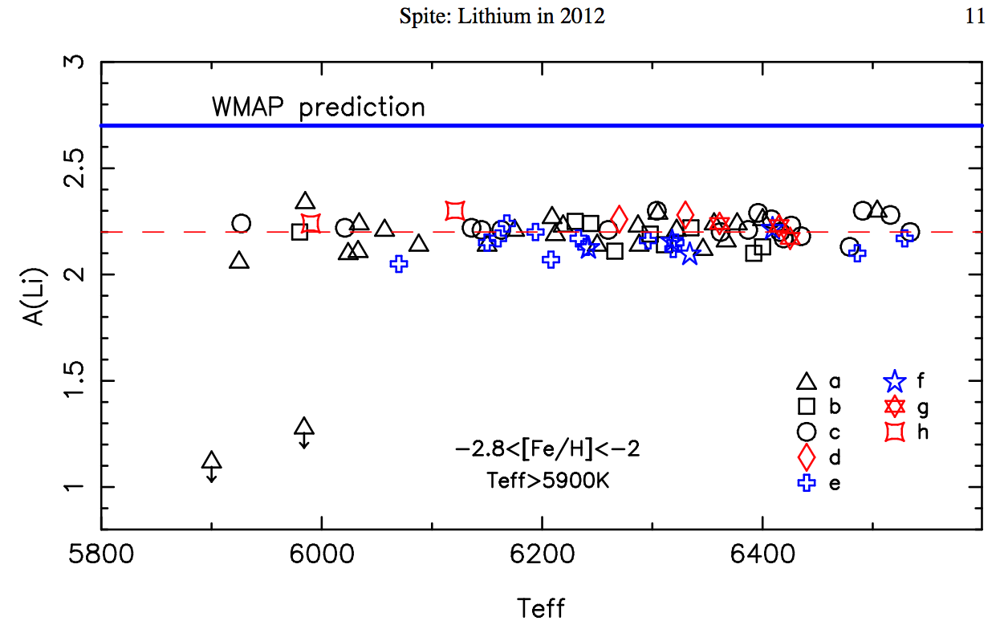 Spite: Lithium in 2012 11
3
WMAP prediction
2.5
2
A(Li)
1.5
a f
b g
c h
d
e
−2.8<[Fe/H]<−2
Teff>5900K
1
5800 6000 6200 6400
Teff